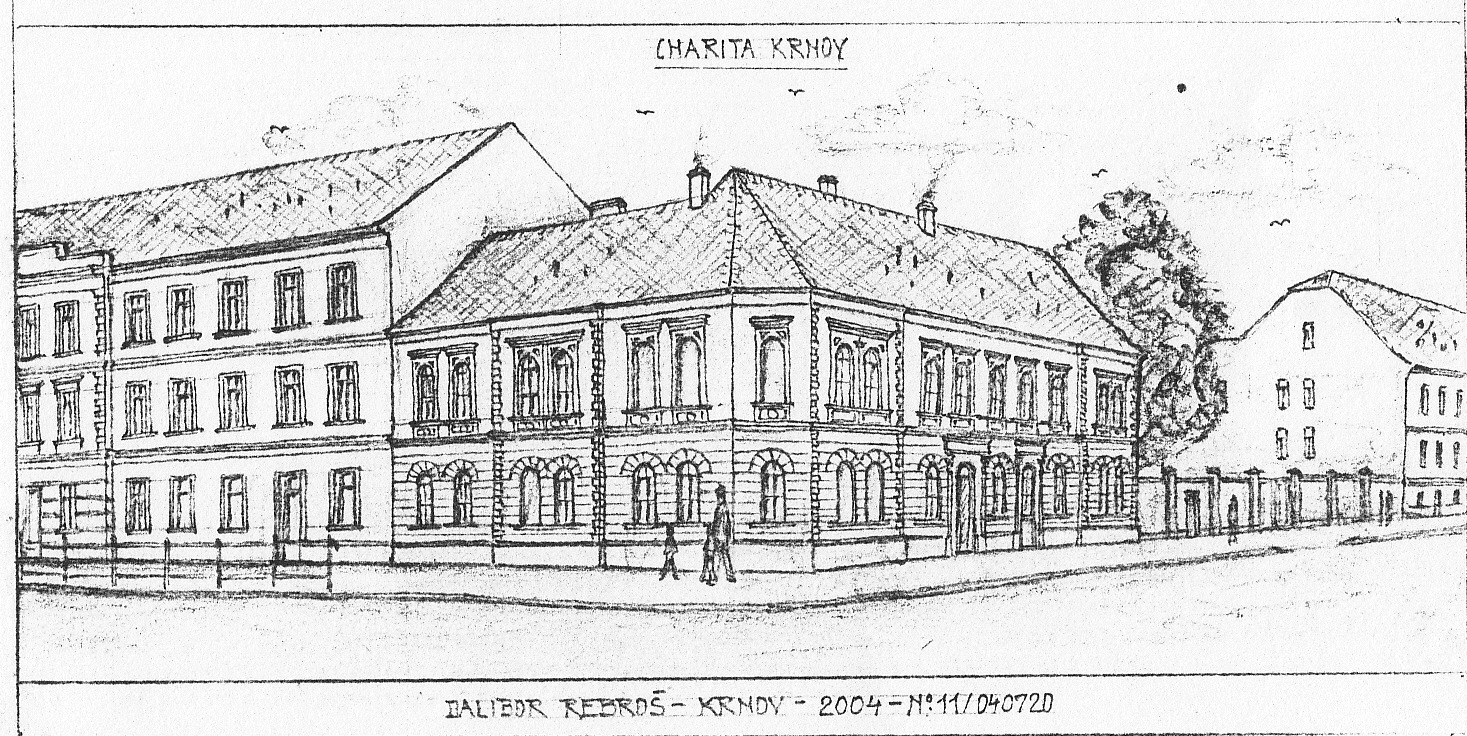 CHARITA KRNOV
DALIBOR REBROŠ - KRNOV - 2004 - Nº 11/040720